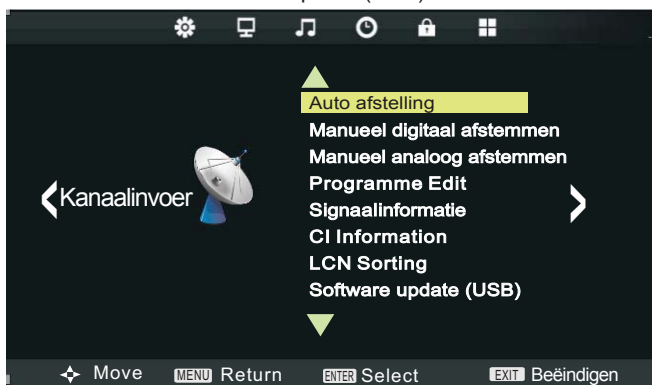 Auto afstelling
Manueel digitaal afstemmen
Manueel analoog afstemmen
Programme Edit
Kanaalinvoer
Signaalinformatie
CI Information
LCN Sorting
Software update (USB)
Move MENU Return ENTER Select EXIT Beëindigen